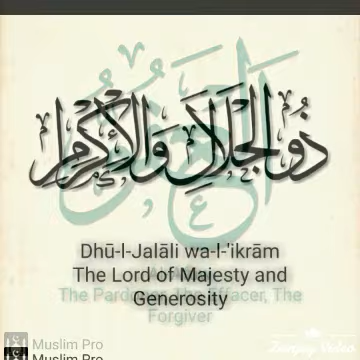 ذُو الْجَلَالِ وَالْإِكْرَامِ
Dhū-l-Jalāli wa-l-'ikrām
The Lord of Majesty and
Generosity
The Pardoner, The Effacer, The
Forgiver
Muslim Pro
Muslim Pro